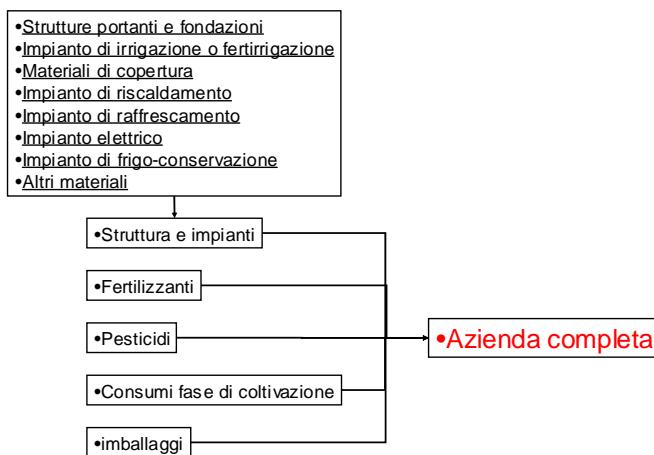 •Strutture portanti e fondazioni
•Impianto di irrigazione o fertirrigazione
•Materiali di copertura
•Impianto di riscaldamento
•Impianto di raffrescamento
•Impianto elettrico
•Impianto di frigo-conservazione
•Altri materiali
•Struttura e impianti
•Fertilizzanti
•Pesticidi
•Azienda completa
•Consumi fase di coltivazione
•imballaggi